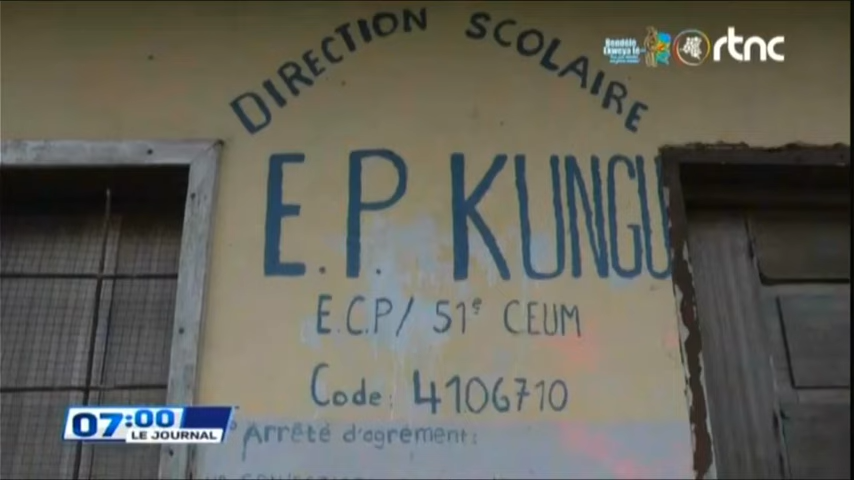 DIRECTION SCOLAIRE
E.P. KUNGU
E.C.P/ 51e CEUM
Code: 4106710
Arrêté d'agrément:
rtnc
07:00
LE JOURNAL